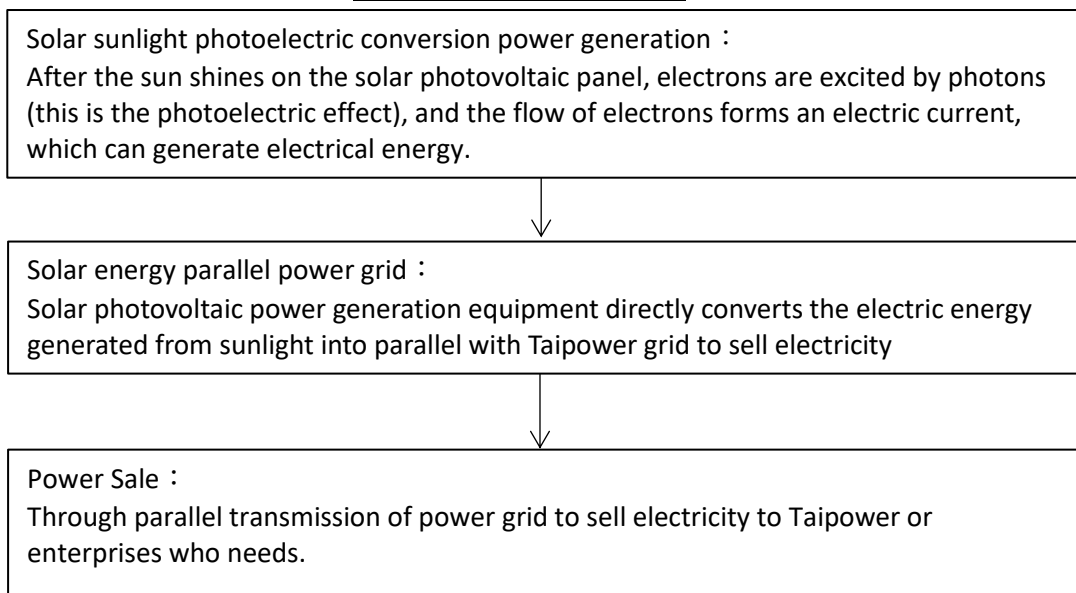 Solar sunlight photoelectric conversion power generation：
After the sun shines on the solar photovoltaic panel, electrons are excited by photons
(this is the photoelectric effect), and the flow of electrons forms an electric current,
which can generate electrical energy.
Solar energy parallel power grid：
Solar photovoltaic power generation equipment directly converts the electric energy
generated from sunlight into parallel with Taipower grid to sell electricity
Power Sale：
Through parallel transmission of power grid to sell electricity to Taipower or
enterprises who needs.